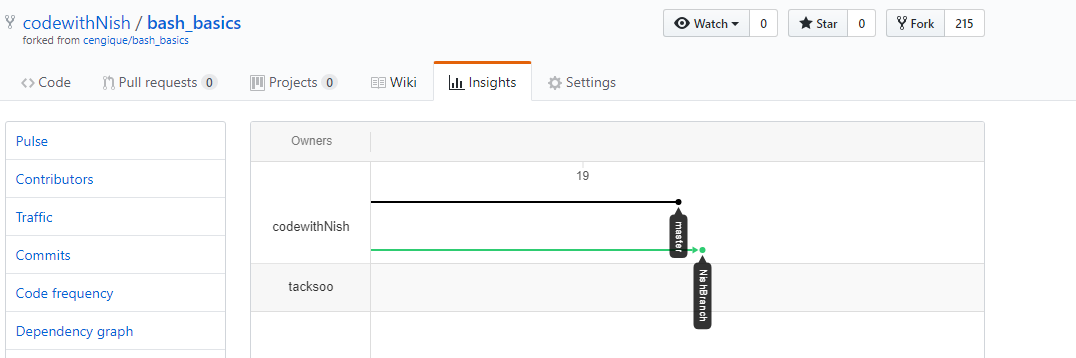 codewithNish / bash_basics
forked from cengique/bash_basics
Watch 0
Star 0
Fork 215
Code
Pull requests 0
Projects 0
Wiki
Insights
Settings
Pulse
Contributors
Traffic
Commits
Code frequency
Dependency graph
Owners
19
codewithNish
master
NishBranch
tacksoo